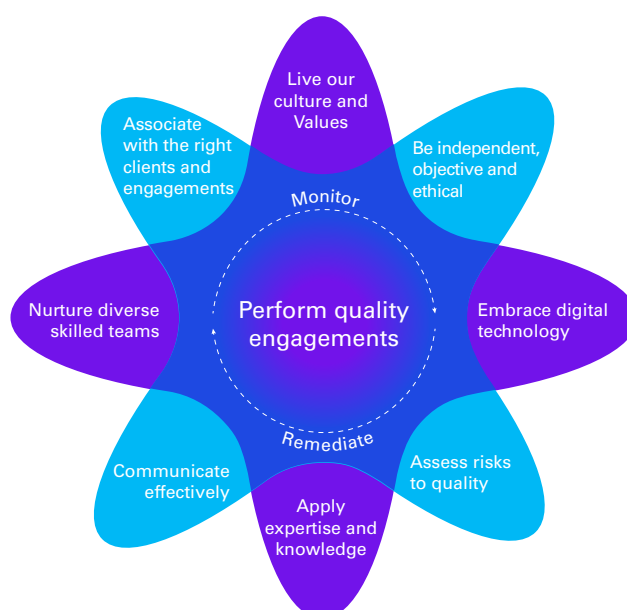 Live our
culture and
Values
Associate
with the right
clients and
engagements
Be independent,
objective and
ethical
Monitor
Nurture diverse
skilled teams
Perform quality
engagements
Embrace digital
technology
Remediate
Communicate
effectively
Assess risks
to quality
Apply
expertise and
knowledge